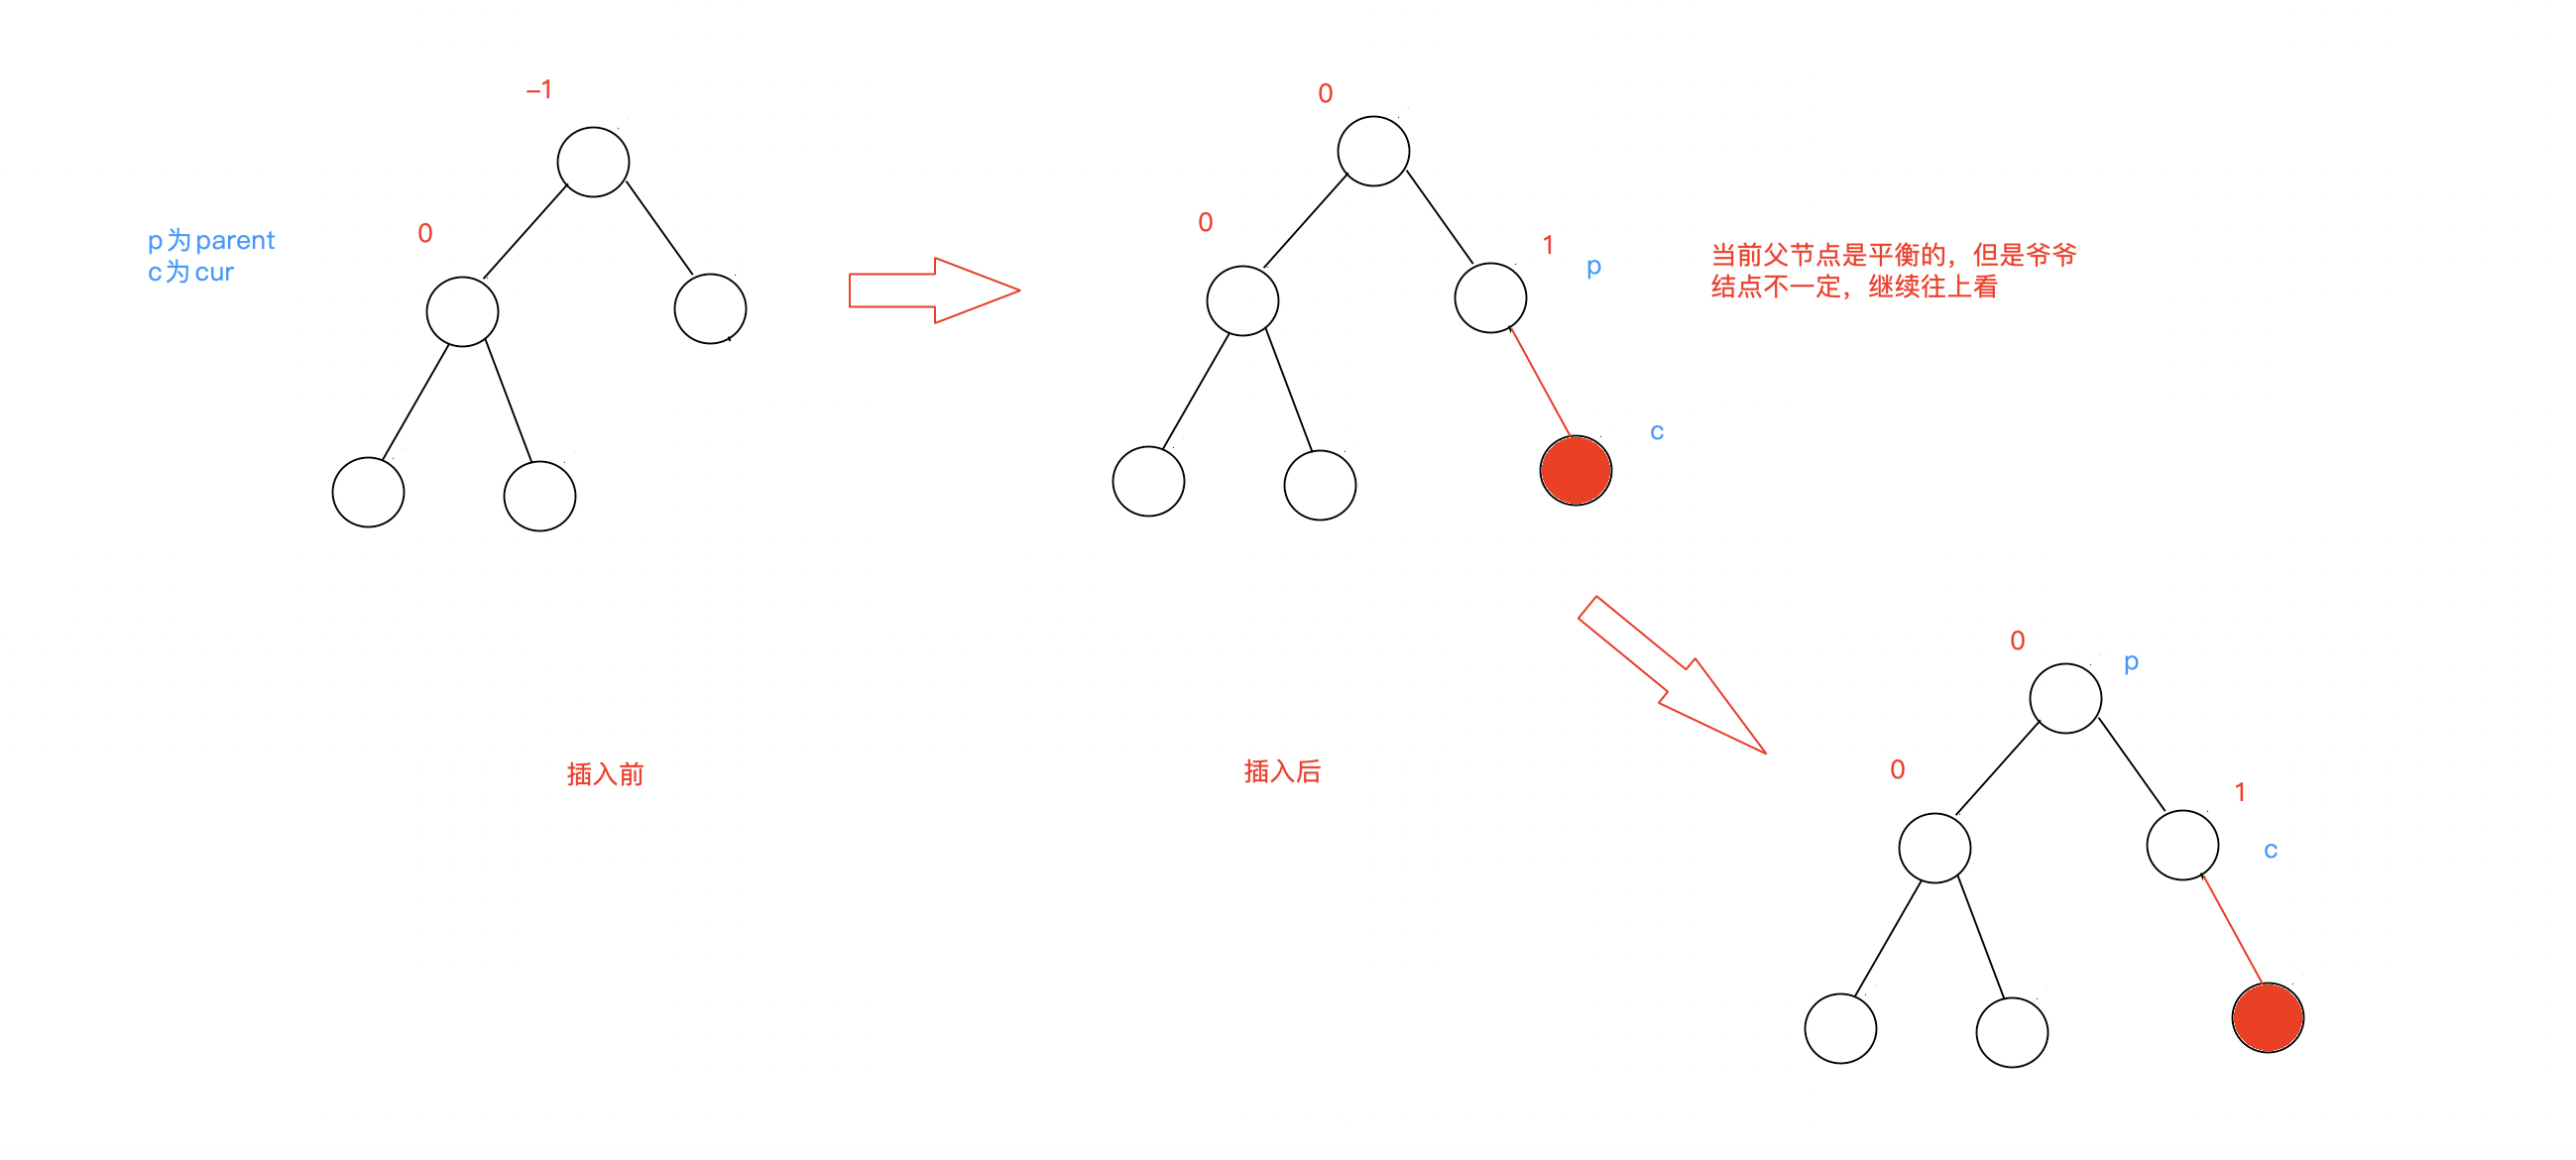 -1
0
p为parent
c为cur
0
0
1
p
c
当前父节点是平衡的，但是爷爷
结点不一定，继续往上看
插入前
插入后
0
p
0
1
c